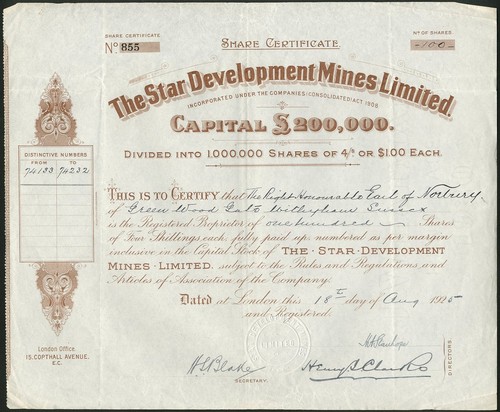 SHARE CERTIFICATE
Nº 855
SHARE CERTIFICATE
Nº OF SHARES
-100-
The Star Development Mines Limited.
INCORPORATED UNDER THE COMPANIES (CONSOLIDATED) ACT, 1908
CAPITAL £200,000.
DIVIDED INTO 1,000,000 SHARES OF 4/- OR $1.00 EACH.
DISTINCTIVE NUMBERS
FROM TO
74133 74232
THIS IS TO CERTIFY that The Right Honourable Earl of Norbury
of Green Wood Gate Withyham Sussex
is the Registered Proprietor of one hundred Shares
of Four Shillings each, fully paid up, numbered as per margin
inclusive in the Capital Stock of THE STAR DEVELOPMENT
MINES LIMITED, subject to the Rules and Regulations and
Articles of Association of the Company.
Dated at London this 18th day of Aug 1925
and Registered.
London Office.
15, COPTHALL AVENUE,
E.C.
SECRETARY.
DIRECTORS.